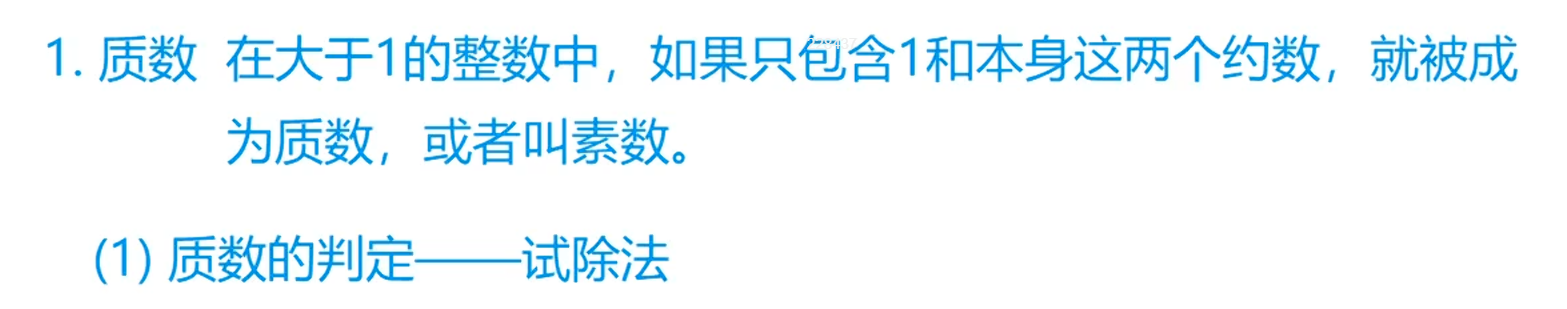 1. 质数 在大于1的整数中，如果只包含1和本身这两个约数，就被成
为质数，或者叫素数。
(1) 质数的判定——试除法